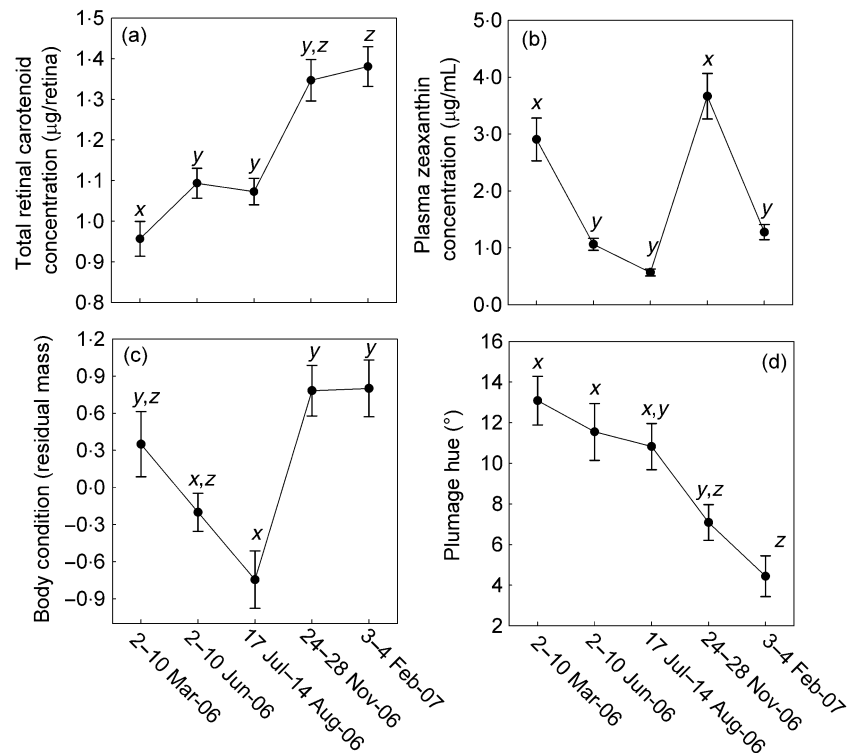 (a)
Total retinal carotenoid
concentration (μg/retina)
1·5
1·4
1·3
1·2
1·1
1·0
0·9
0·8
x
y
y
y,z
z
(b)
Plasma zeaxanthin
concentration (μg/mL)
5·0
4·0
3·0
2·0
1·0
0·0
x
y
y
x
y
(c)
Body condition (residual mass)
1·2
0·9
0·6
0·3
0·0
–0·3
–0·6
–0·9
y,z
x,z
x
y
y
2–10 Mar-06
2–10 Jun-06
17 Jul–14 Aug-06
24–28 Nov-06
3–4 Feb-07
(d)
Plumage hue (°)
16
14
12
10
8
6
4
2
x
x
x,y
y,z
z
2–10 Mar-06
2–10 Jun-06
17 Jul–14 Aug-06
24–28 Nov-06
3–4 Feb-07